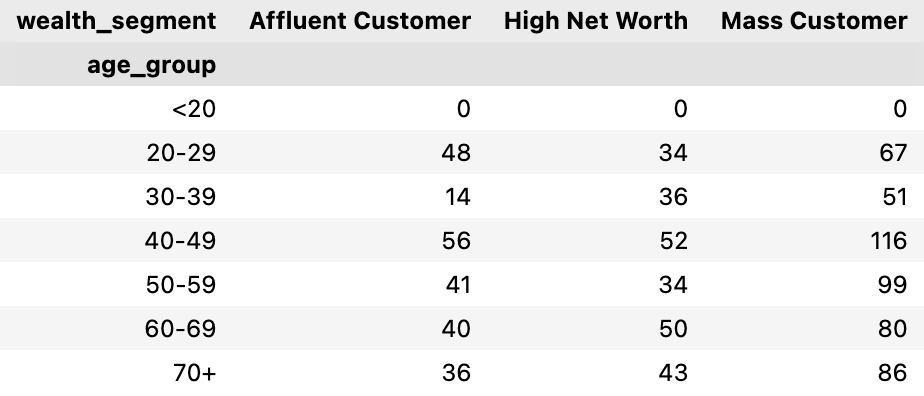 wealth_segment Affluent Customer High Net Worth Mass Customer
age_group
<20 0 0 0
20-29 48 34 67
30-39 14 36 51
40-49 56 52 116
50-59 41 34 99
60-69 40 50 80
70+ 36 43 86